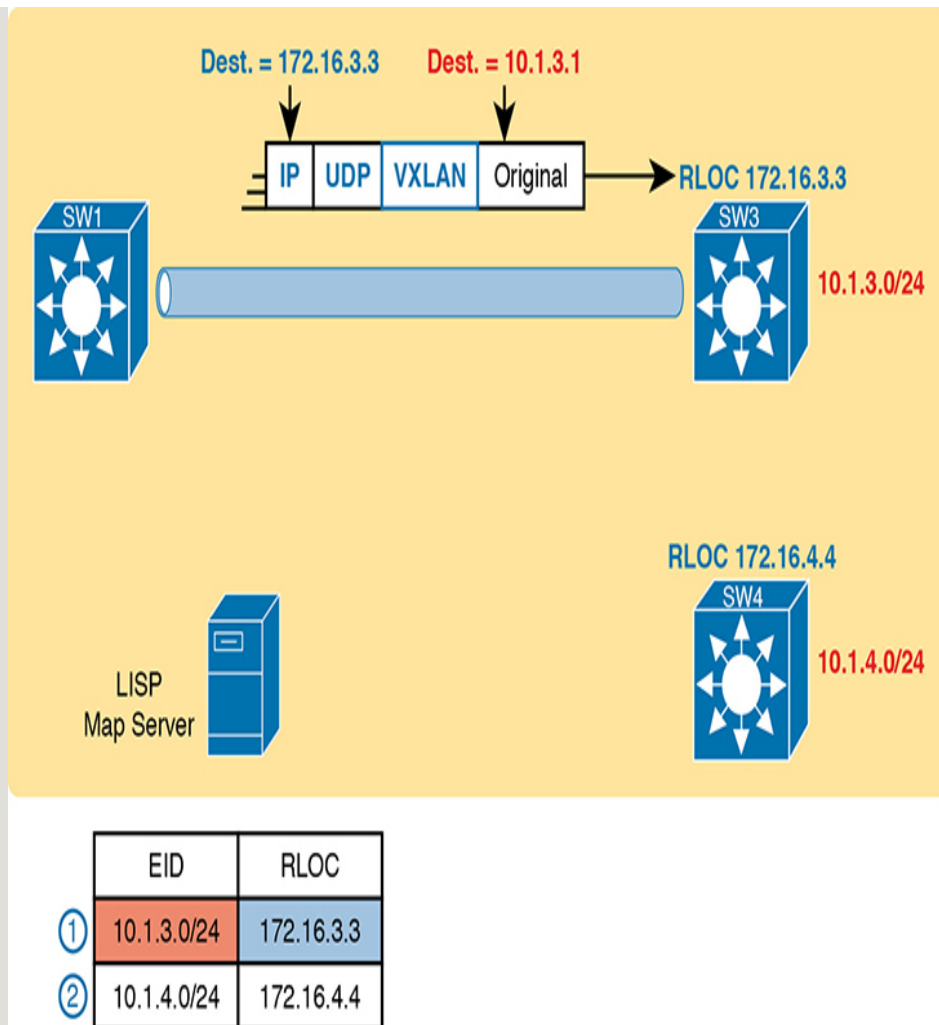 Dest. = 172.16.3.3 Dest. = 10.1.3.1
IP UDP VXLAN Original
RLOC 172.16.3.3
SW1
SW3
10.1.3.0/24
RLOC 172.16.4.4
SW4
10.1.4.0/24
LISP
Map Server
EID RLOC
1 10.1.3.0/24 172.16.3.3
2 10.1.4.0/24 172.16.4.4